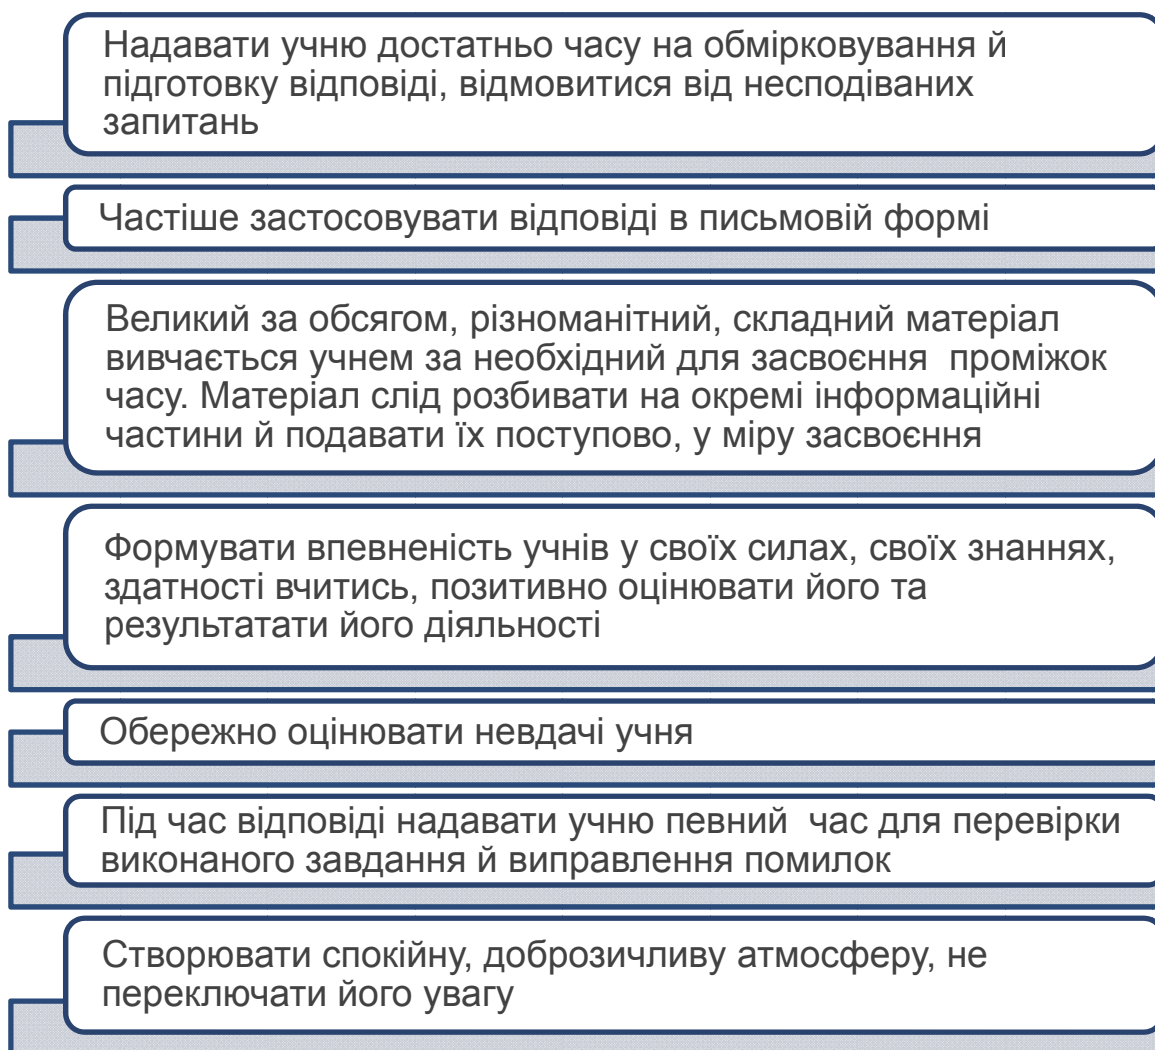 Надавати учню достатньо часу на обмірковування й
підготовку відповіді, відмовитися від несподіваних
запитань
Частіше застосовувати відповіді в письмовій формі
Великий за обсягом, різноманітний, складний матеріал
вивчається учнем за необхідний для засвоєння  проміжок
часу. Матеріал слід розбивати на окремі інформаційні
частини й подавати їх поступово, у міру засвоєння
Формувати впевненість учнів у своїх силах, своїх знаннях,
здатності вчитись, позитивно оцінювати його та
результатати його діяльності
Обережно оцінювати невдачі учня
Під час відповіді надавати учню певний  час для перевірки
виконаного завдання й виправлення помилок
Створювати спокійну, доброзичливу атмосферу, не
переключати його увагу